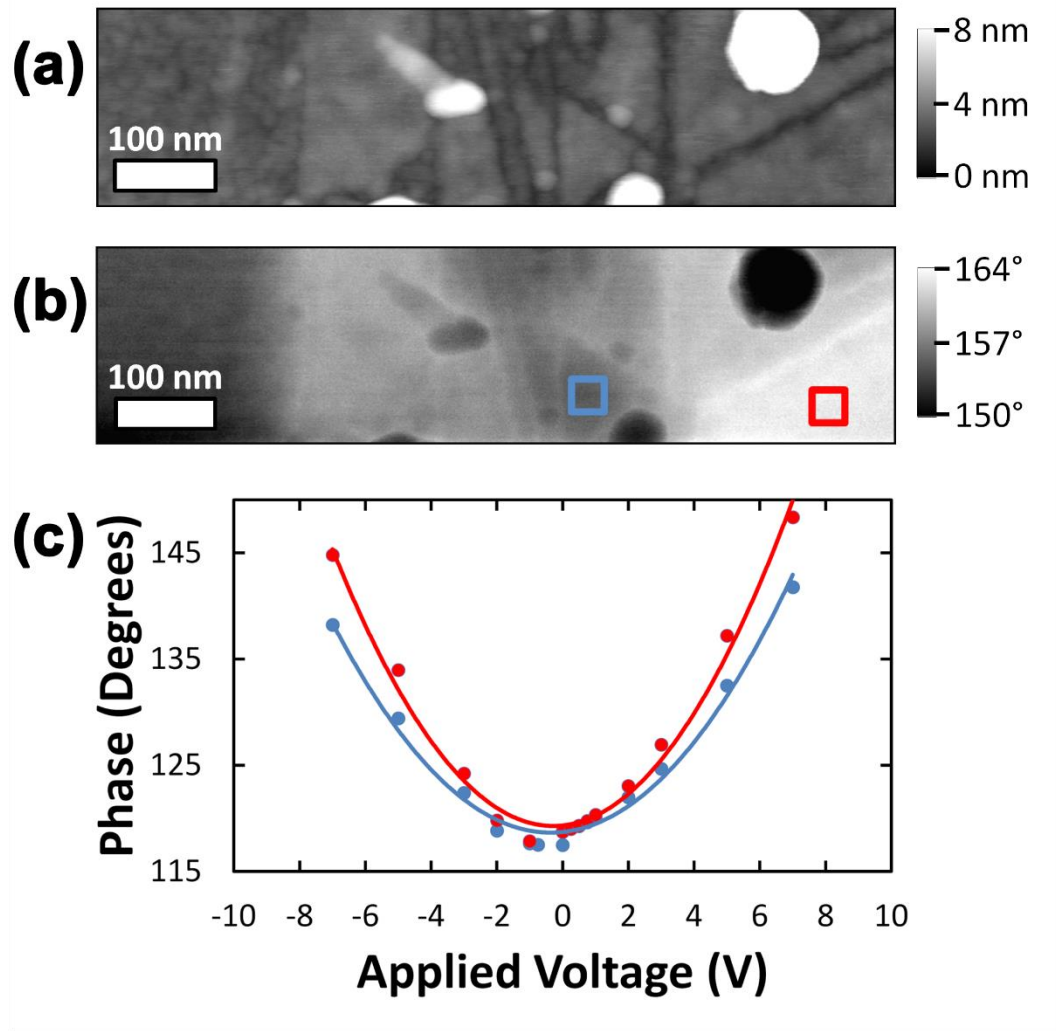 (a)
100 nm
8 nm
4 nm
0 nm
(b)
100 nm
164°
157°
150°
(c)
Phase (Degrees)
145
135
125
115
-10 -8 -6 -4 -2 0 2 4 6 8 10
Applied Voltage (V)